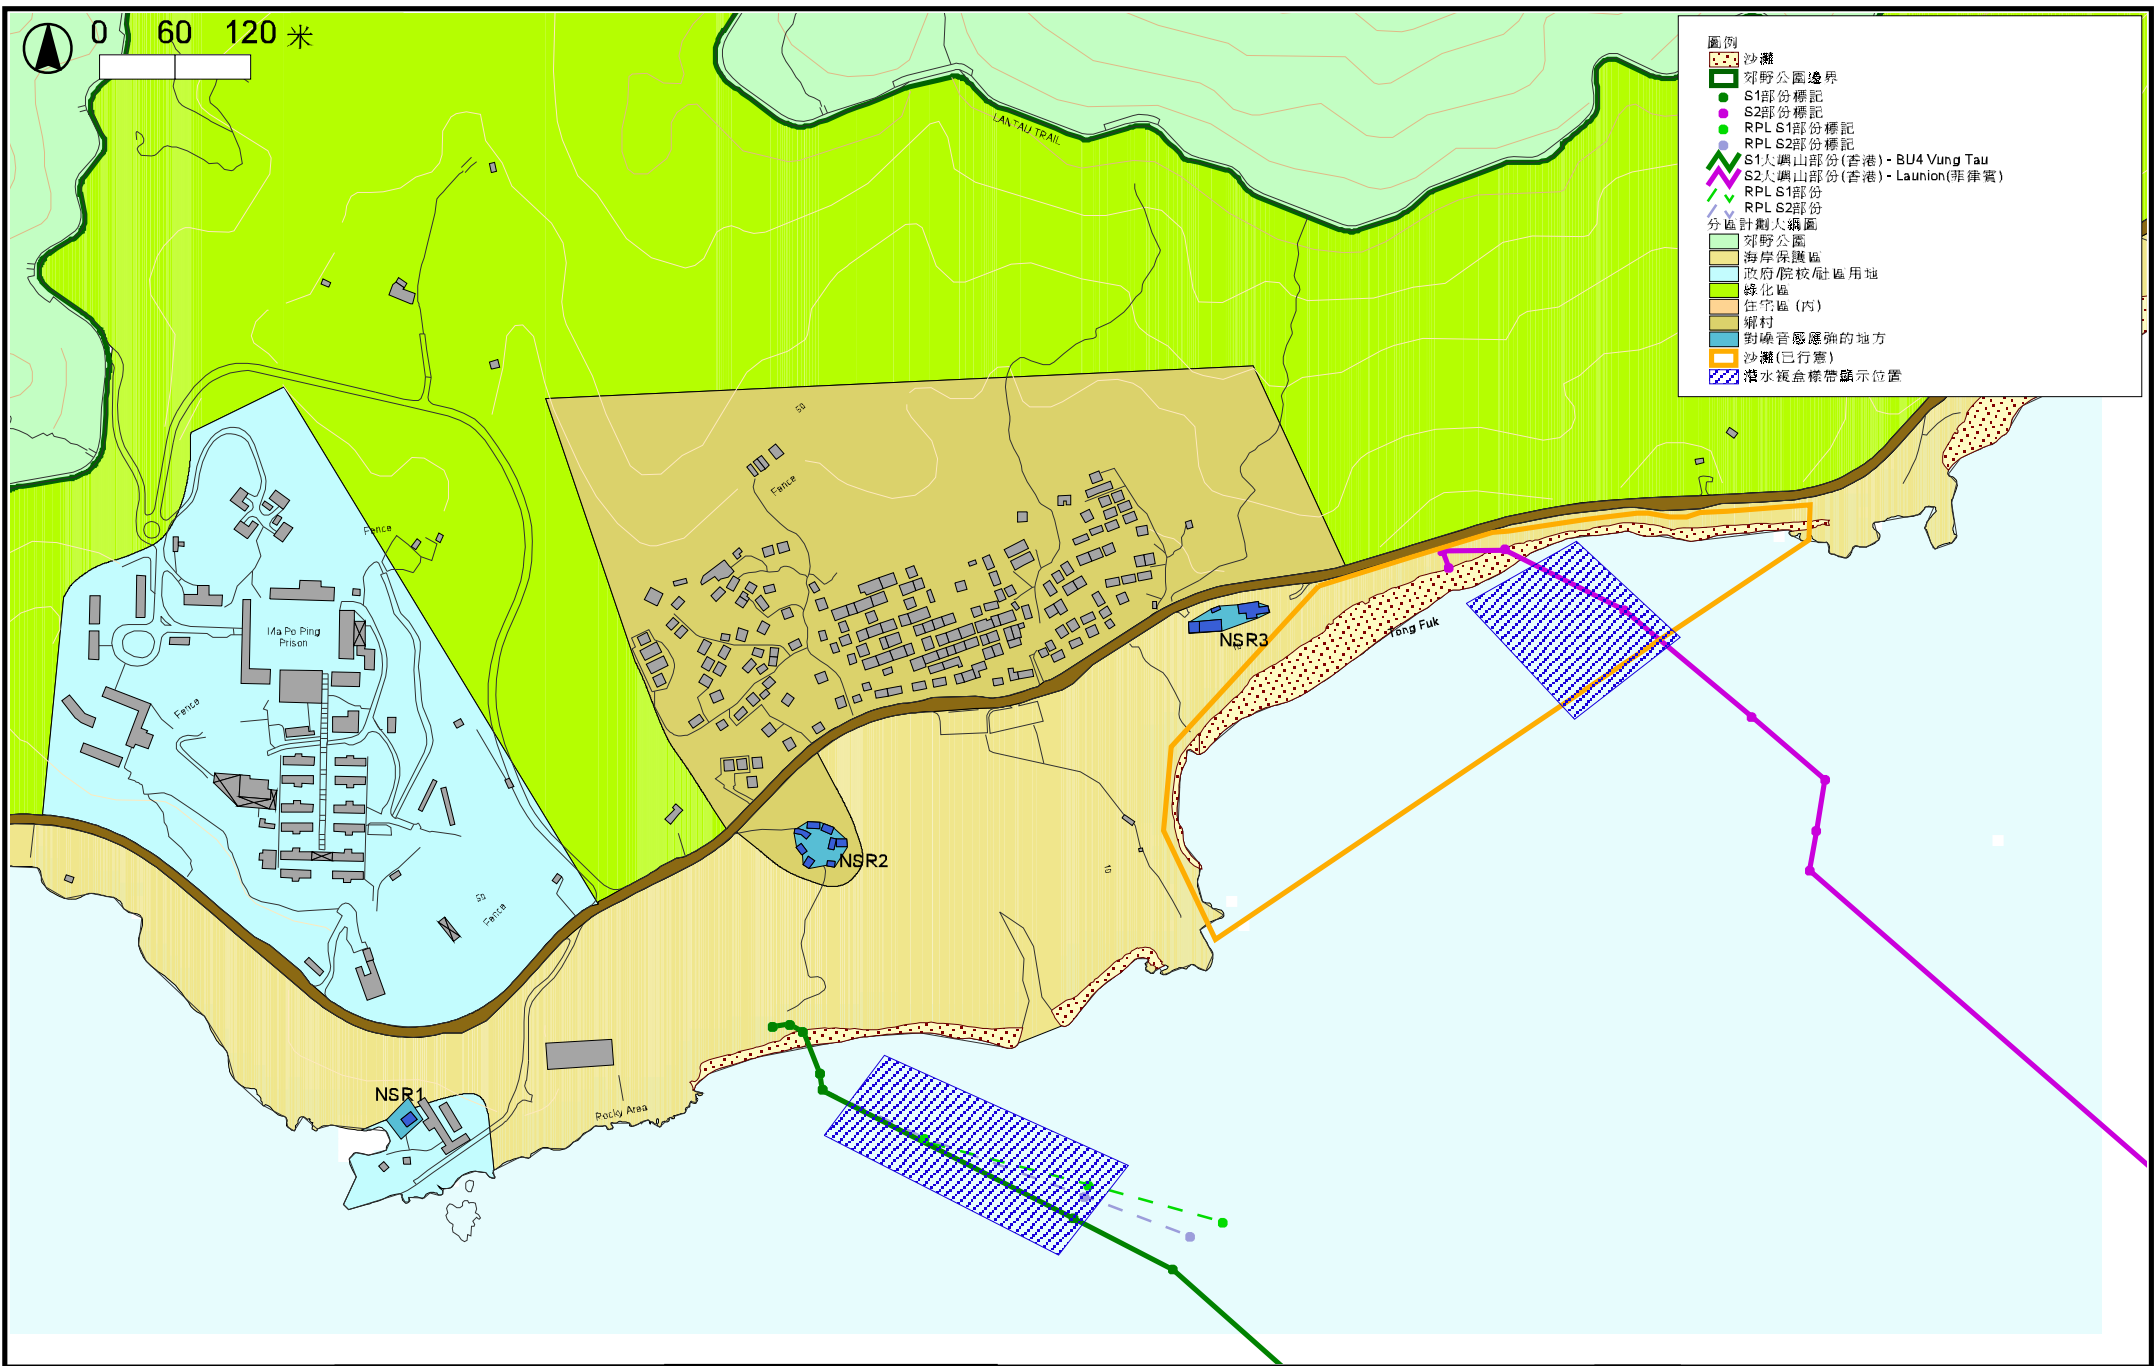 0 60 120 米
圖例
沙灘
郊野公園邊界
S1部份標記
S2部份標記
RPL S1部份標記
RPL S2部份標記
S1大嶼山部份(香港) - BU4 Vung Tau
S2大嶼山部份(香港) - Launion(菲律賓)
RPL S1部份
RPL S2部份
分區計劃大綱圖
郊野公園
海岸保護區
政府/院校/社區用地
綠化區
住宅區 (丙)
鄉村
對噪音感應強的地方
沙灘(已行憲)
潛水複盒樣帶顯示位置
LANTAU TRAIL
50
Fence
Fence
Ma Po Ping
Prison
Fence
Tong Fuk
NSR3
10
NSR2
10
50
Fence
NSR1
Rocky Area